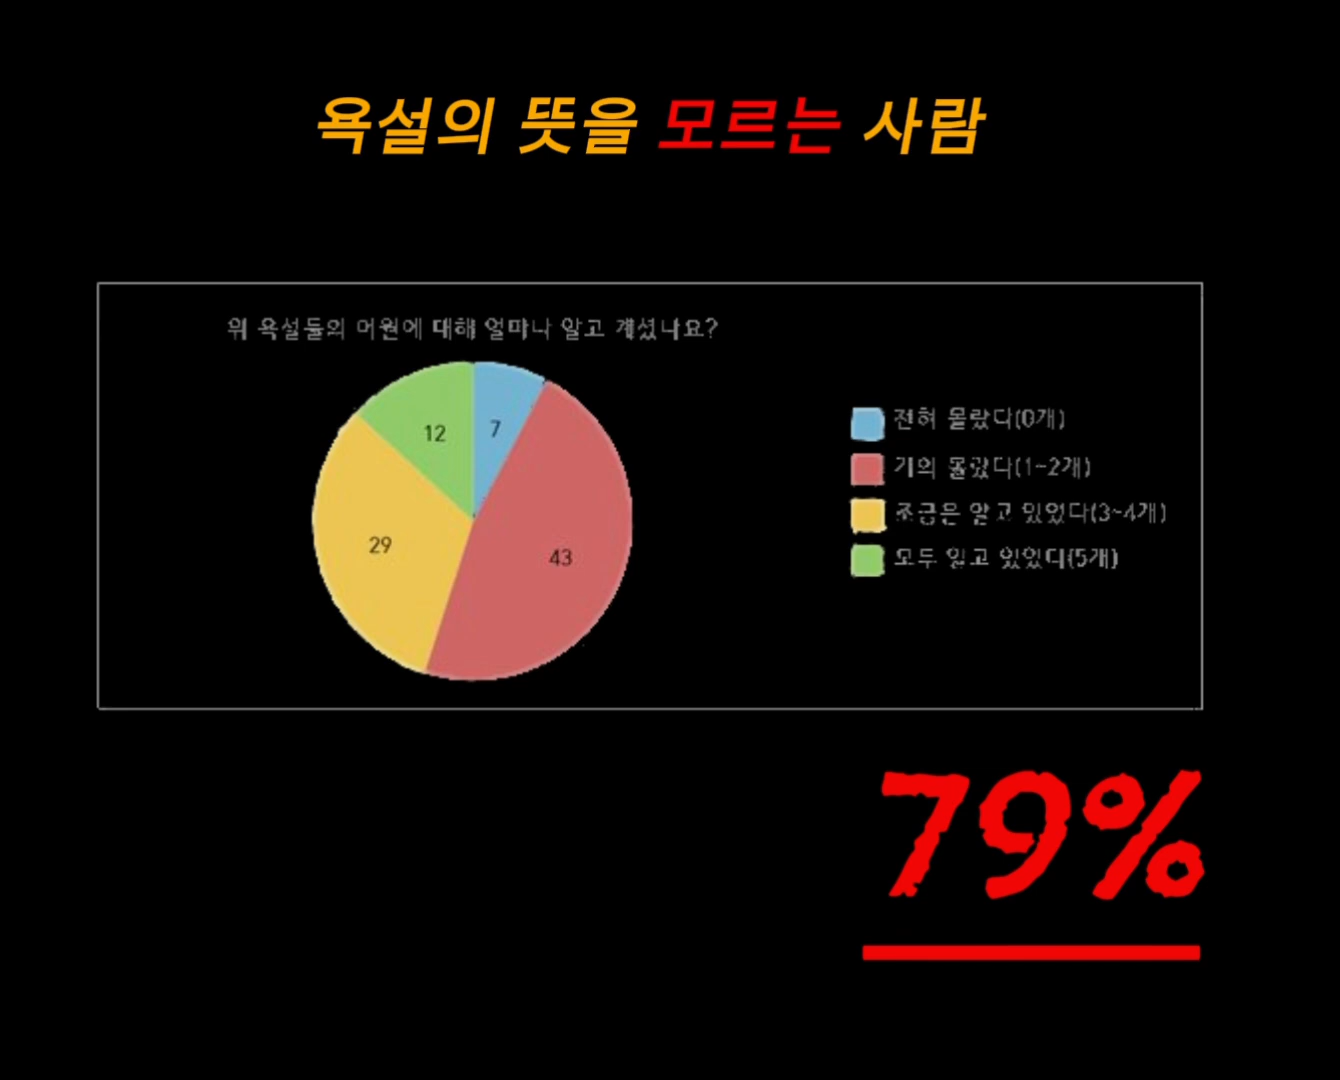 욕설의 뜻을 모르는 사람
위 욕설들의 어원에 대해 얼마나 알고 계셨나요?
12
7
29
43
전혀 몰랐다(0개)
거의 몰랐다(1~2개)
조금은 알고 있었다(3~4개)
모두 알고 있었다(5개)
79%